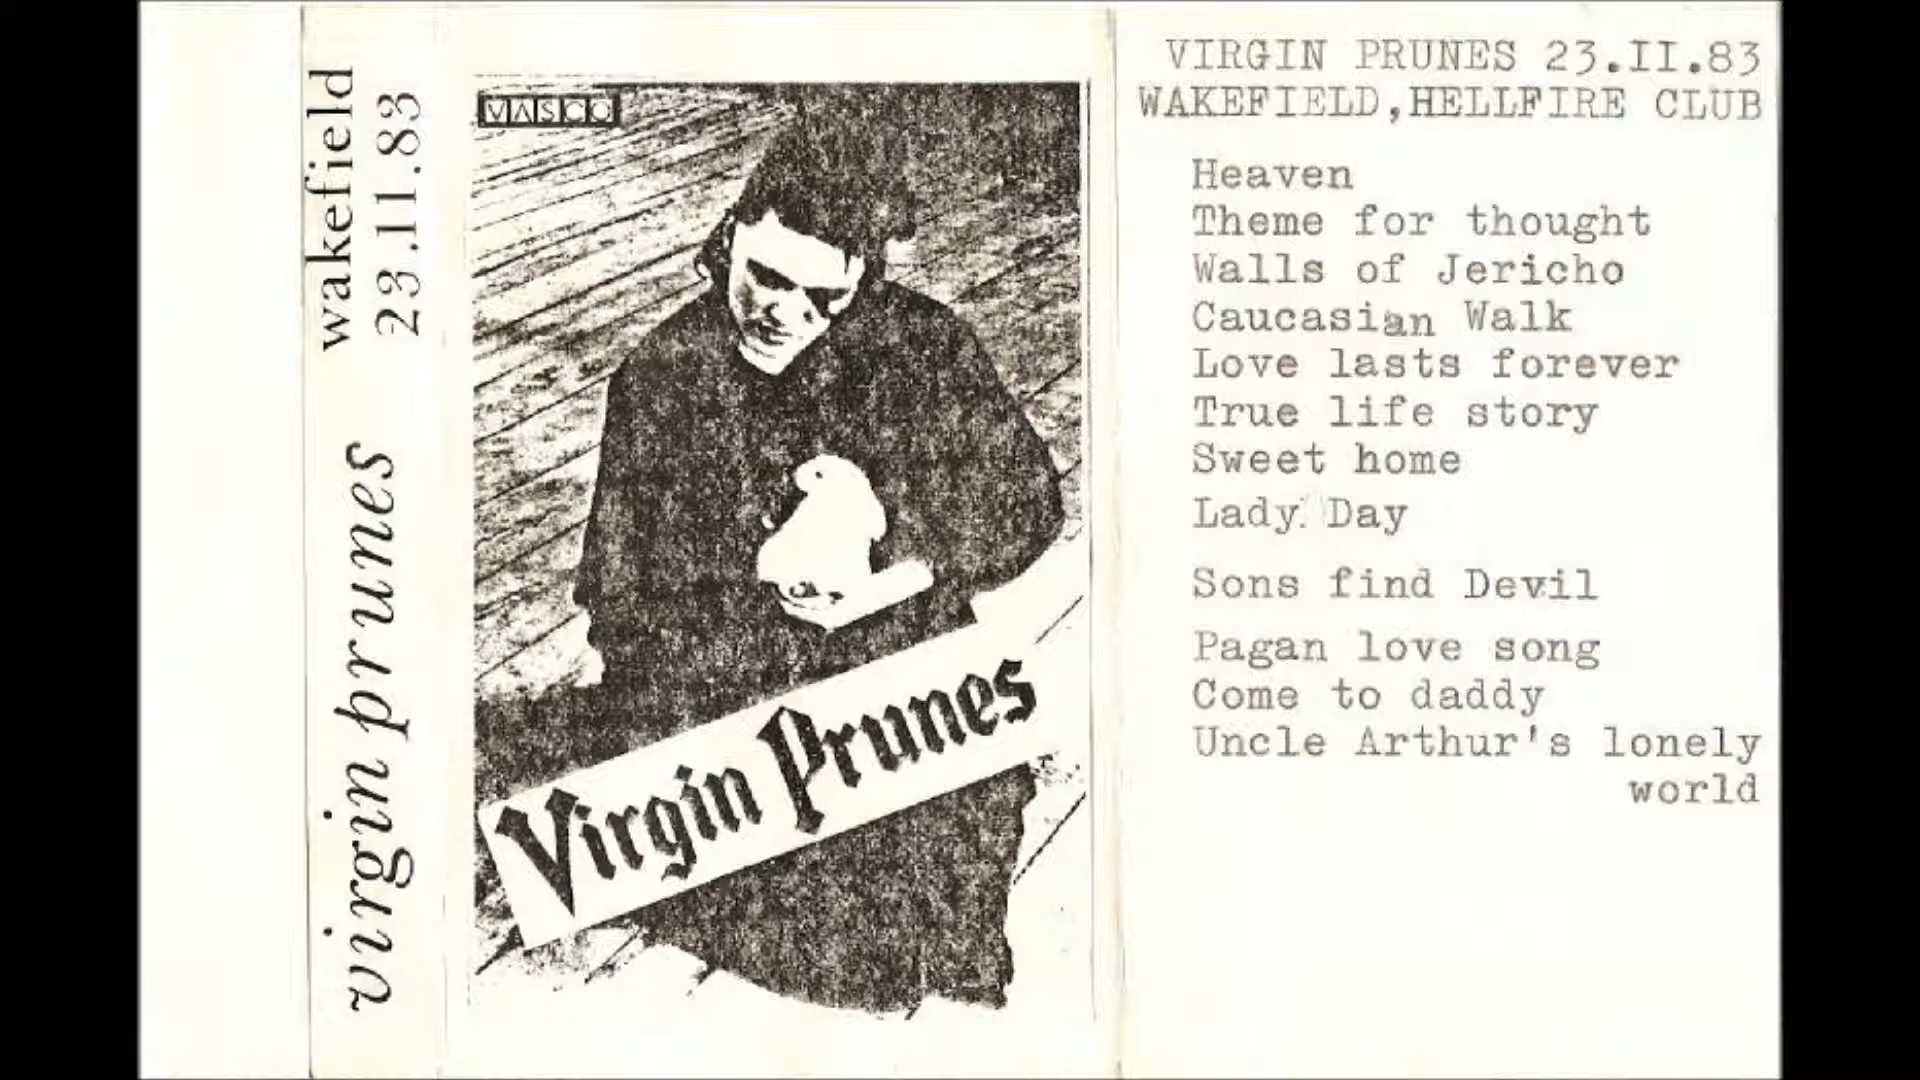 wakefield
23.11.83
virgin prunes
VASCO
Virgin Prunes
VIRGIN PRUNES 23.II.83
WAKEFIELD,HELLFIRE CLUB
Heaven
Theme for thought
Walls of Jericho
Caucasian Walk
Love lasts forever
True life story
Sweet home
Lady Day
Sons find Devil
Pagan love song
Come to daddy
Uncle Arthur's lonely
world